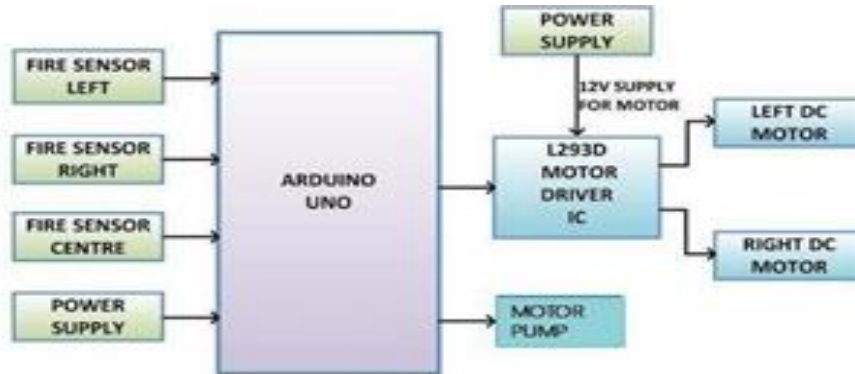 FIRE SENSOR
LEFT
FIRE SENSOR
RIGHT
FIRE SENSOR
CENTRE
POWER
SUPPLY
ARDUINO
UNO
POWER
SUPPLY
12V SUPPLY
FOR MOTOR
L293D
MOTOR
DRIVER
IC
MOTOR
PUMP
LEFT DC
MOTOR
RIGHT DC
MOTOR